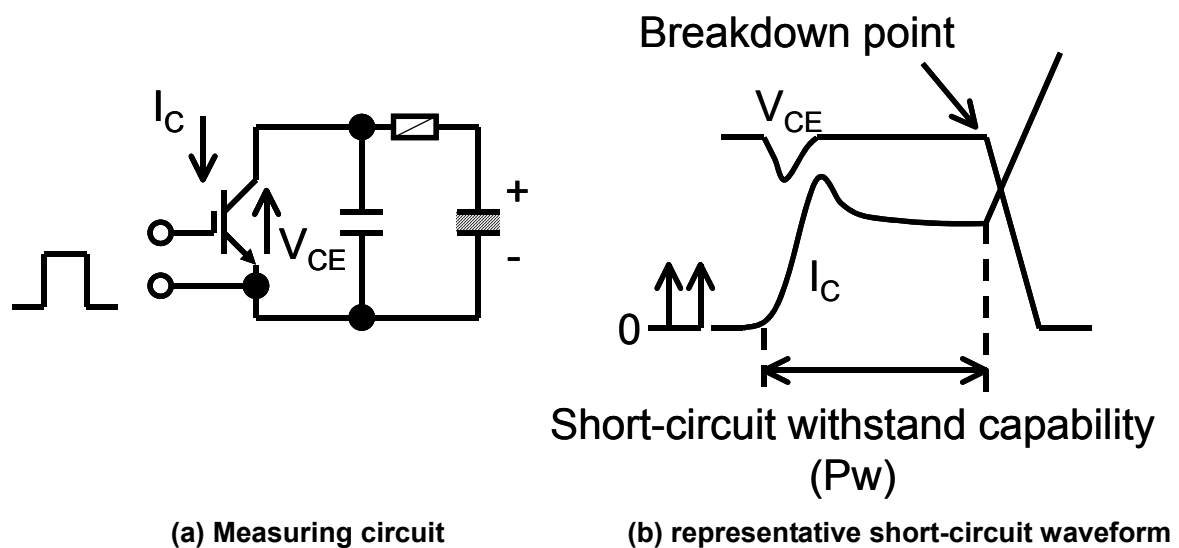 I_C
V_CE
+
-
(a) Measuring circuit
Breakdown point
V_CE
I_C
0
Short-circuit withstand capability
(Pw)
(b) representative short-circuit waveform